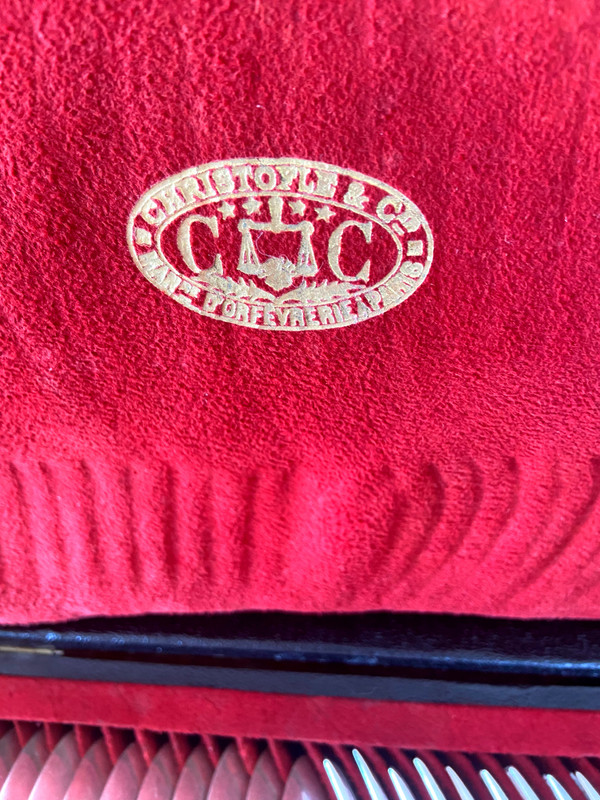 CHRISTOFLE & Cie
C C
MANre D'ORFEVRERIE A PARIS